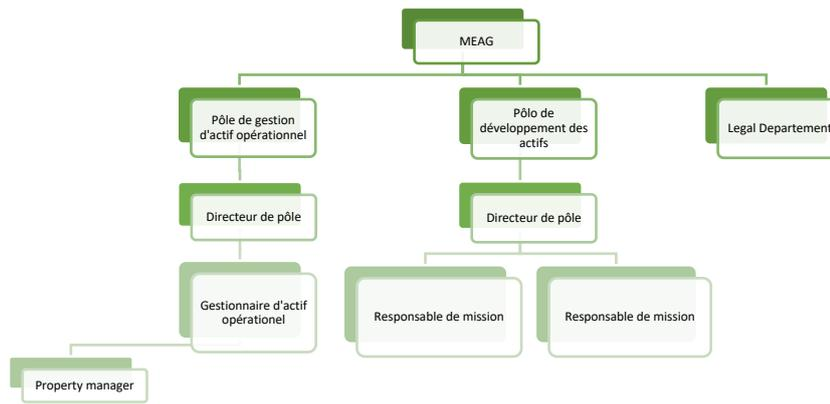 MEAG
Pôle de gestion
d'actif opérationnel
Pôlo de
développement des
actifs
Legal Departement
Directeur de pôle
Directeur de pôle
Gestionnaire d'actif
opérationel
Responsable de mission
Responsable de mission
Property manager